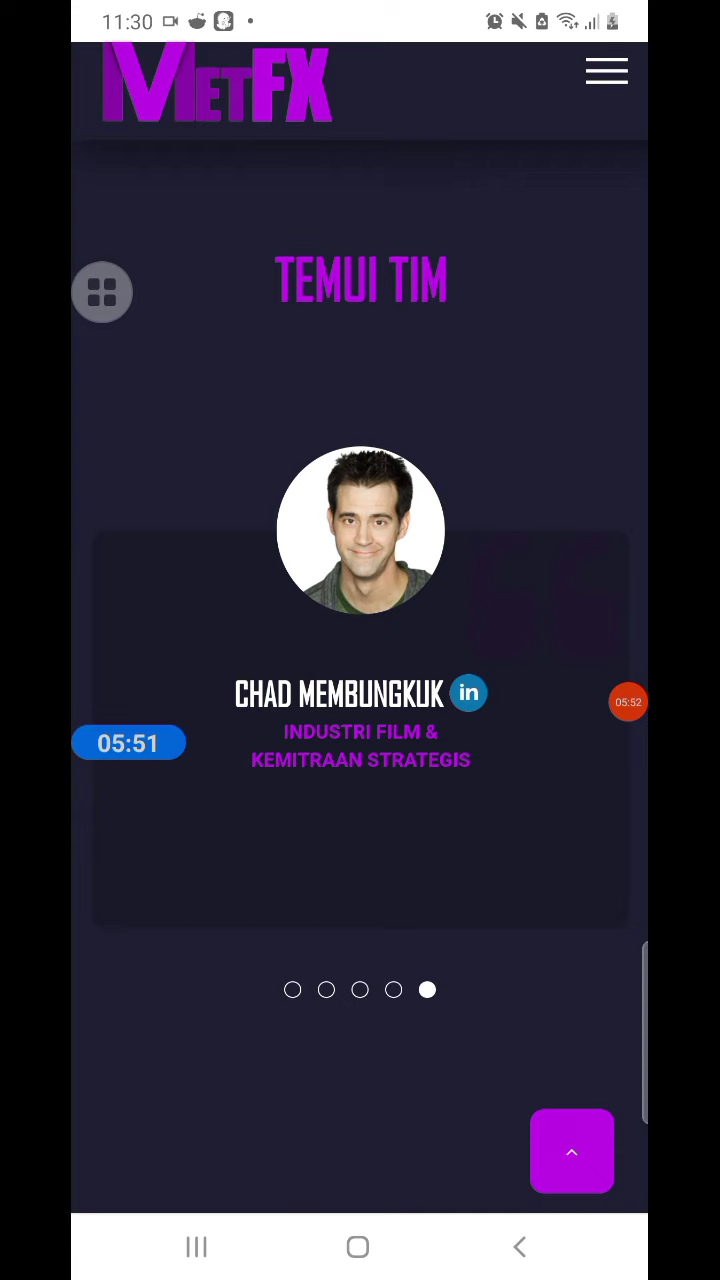 11:30
METFX
TEMUI TIM
CHAD MEMBUNGKUK in
INDUSTRI FILM &
KEMITRAAN STRATEGIS
05:51
05:52